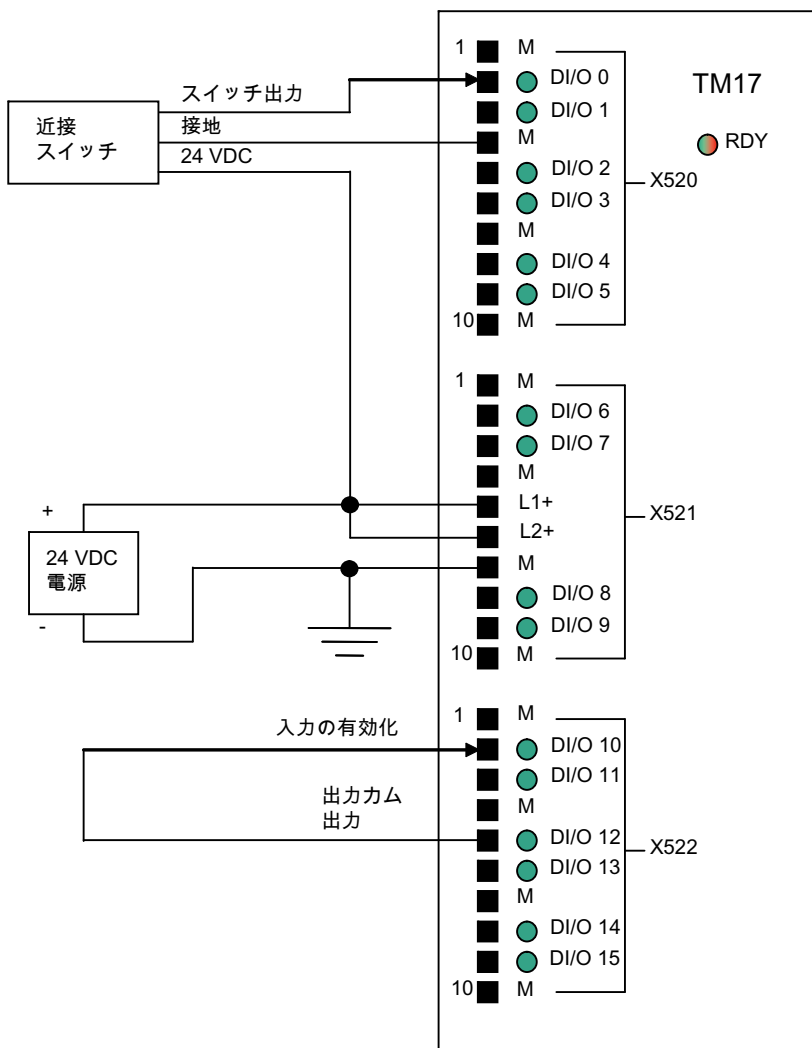 TM17
RDY
近接
スイッチ
スイッチ出力
接地
24 VDC
1 M
DI/O 0
DI/O 1
M
DI/O 2
DI/O 3
M
DI/O 4
DI/O 5
10 M
X520
1 M
DI/O 6
DI/O 7
M
L1+
L2+
M
DI/O 8
DI/O 9
10 M
X521
+
24 VDC
電源
-
入力の有効化
出力カム
出力
1 M
DI/O 10
DI/O 11
M
DI/O 12
DI/O 13
M
DI/O 14
DI/O 15
10 M
X522